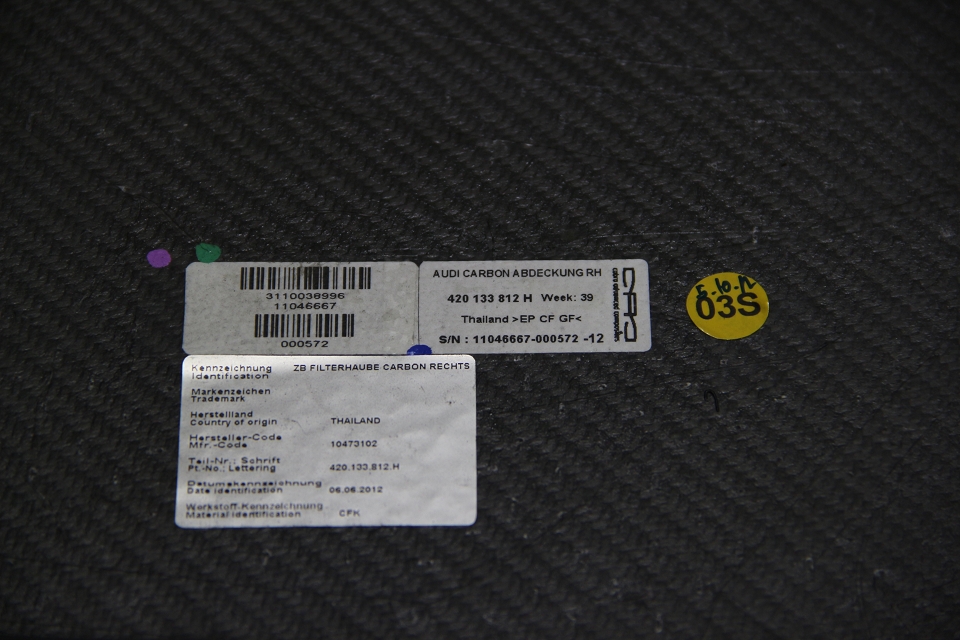 3110038996
11046667
000572
AUDI CARBON ABDECKUNG RH
420 133 812 H Week: 39
Thailand >EP CF GF<
S/N : 11046667-000572 -12
03S
Kennzeichnung ZB FILTERHAUBE CARBON RECHTS
Identification
Markenzeichen
Trademark
Herstellland
Country of origin THAILAND
Hersteller-Code
Mfr.-Code 10473102
Teil-Nr.: Schrift
Pt.-No.: Lettering 420.133.812.H
Datumskennzeichnung
Date identification 06.06.2012
Werkstoff-Kennzeichnung
Material identification CFK